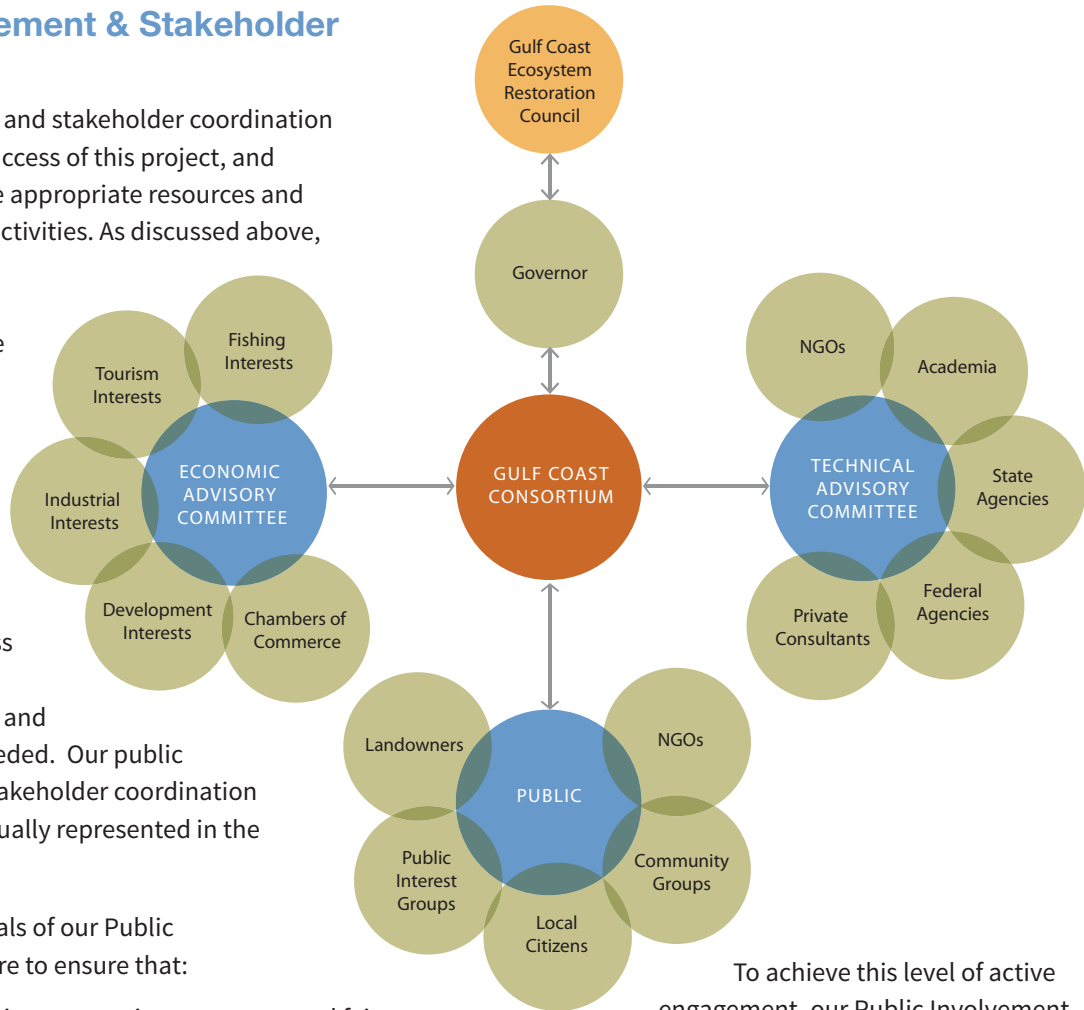 ement & Stakeholder
and stakeholder coordination
ccess of this project, and
e appropriate resources and
ctivities. As discussed above,
e
ss
and
eded. Our public
akeholder coordination
ually represented in the
als of our Public
re to ensure that:
Gulf Coast
Ecosystem
Restoration
Council
Governor
Fishing
Interests
Tourism
Interests
Industrial
Interests
Development
Interests
Chambers of
Commerce
ECONOMIC
ADVISORY
COMMITTEE
GULF COAST
CONSORTIUM
TECHNICAL
ADVISORY
COMMITTEE
NGOs
Academia
State
Agencies
Federal
Agencies
Private
Consultants
PUBLIC
Landowners
Public
Interest
Groups
Local
Citizens
Community
Groups
NGOs
To achieve this level of active
engagement, our Public Involvement